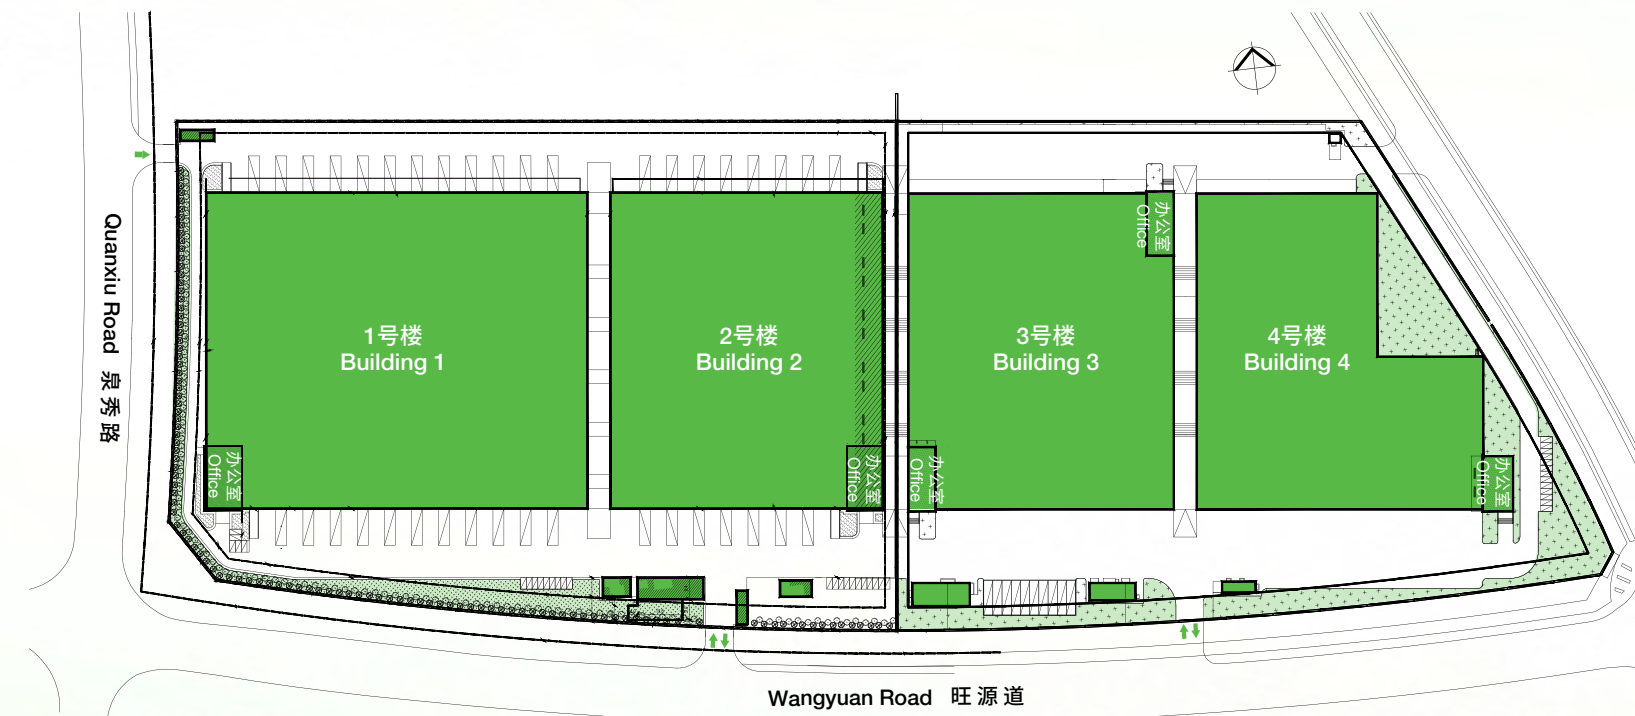 Quanxiu Road 泉秀路
1号楼
Building 1
2号楼
Building 2
3号楼
Building 3
4号楼
Building 4
办公室
Office
办公室
Office
办公室
Office
办公室
Office
办公室
Office
Wangyuan Road 旺源道